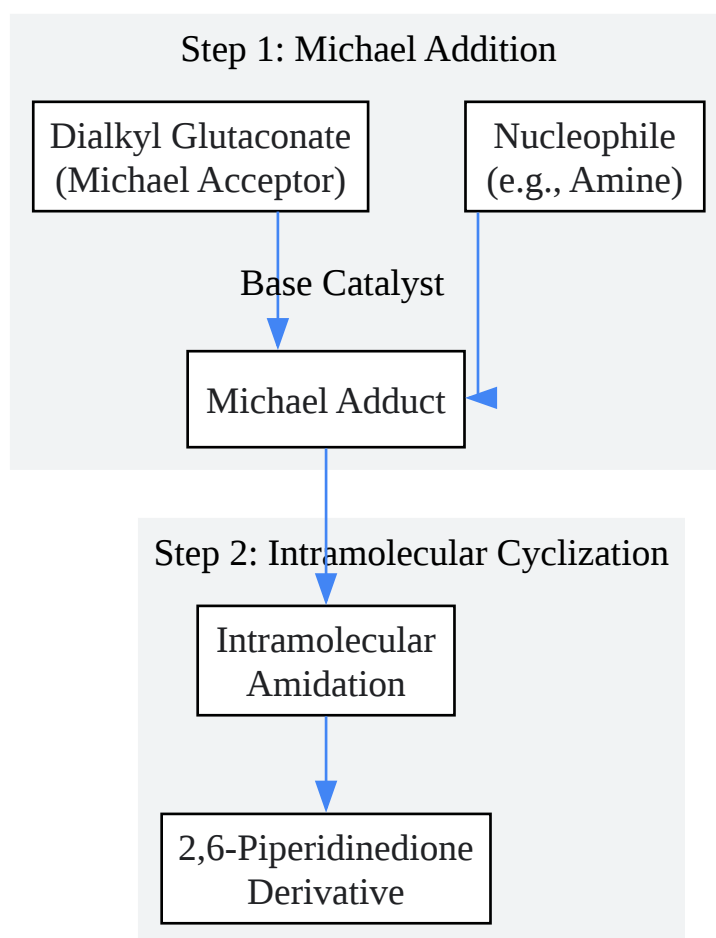 Step 1: Michael Addition
Dialkyl Glutaconate
(Michael Acceptor)
Nucleophile
(e.g., Amine)
Base Catalyst
Michael Adduct
Step 2: Intramolecular Cyclization
Intramolecular
Amidation
2,6-Piperidinedione
Derivative